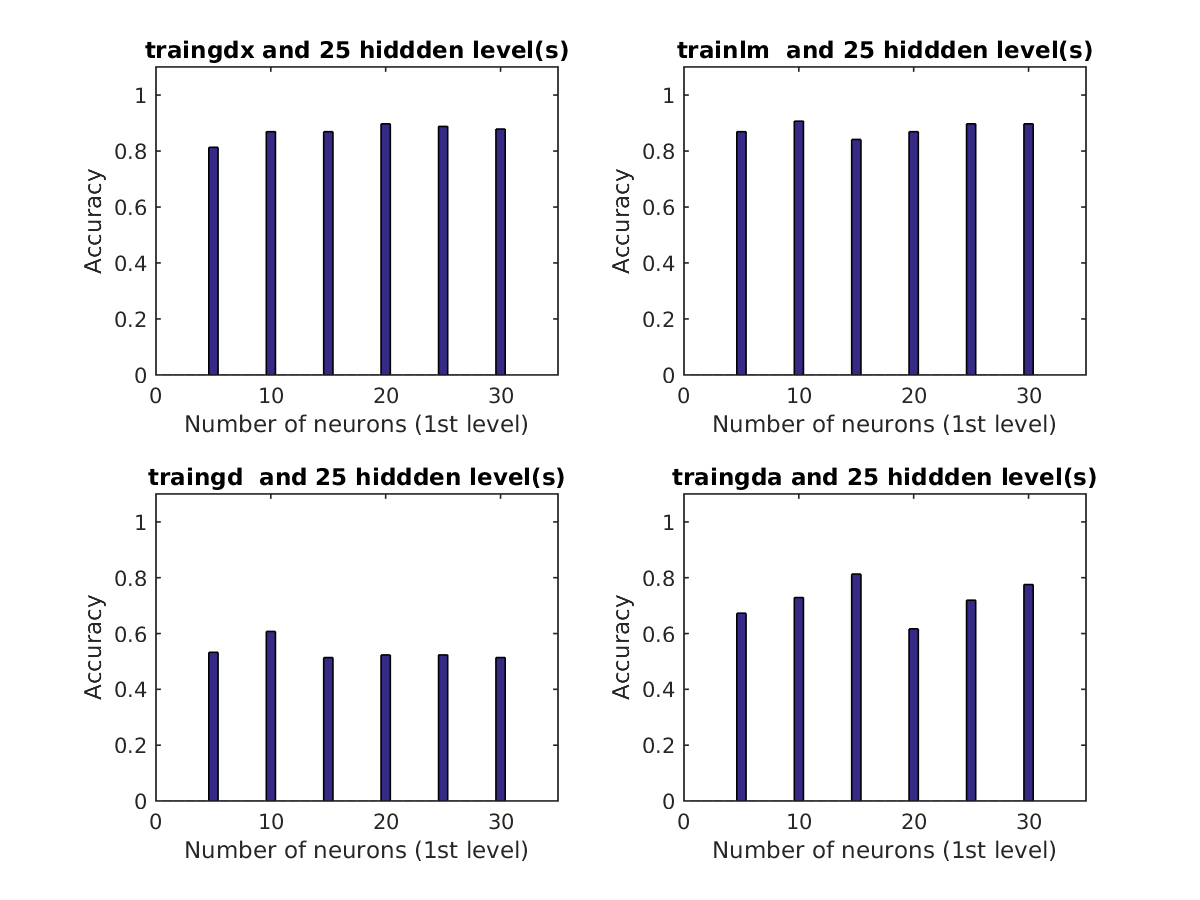 traingdx and 25 hiddden level(s)
1
0.8
0.6
0.4
0.2
0
Accuracy
0 10 20 30
Number of neurons (1st level)
trainlm  and 25 hiddden level(s)
1
0.8
0.6
0.4
0.2
0
Accuracy
0 10 20 30
Number of neurons (1st level)
traingd  and 25 hiddden level(s)
1
0.8
0.6
0.4
0.2
0
Accuracy
0 10 20 30
Number of neurons (1st level)
traingda and 25 hiddden level(s)
1
0.8
0.6
0.4
0.2
0
Accuracy
0 10 20 30
Number of neurons (1st level)